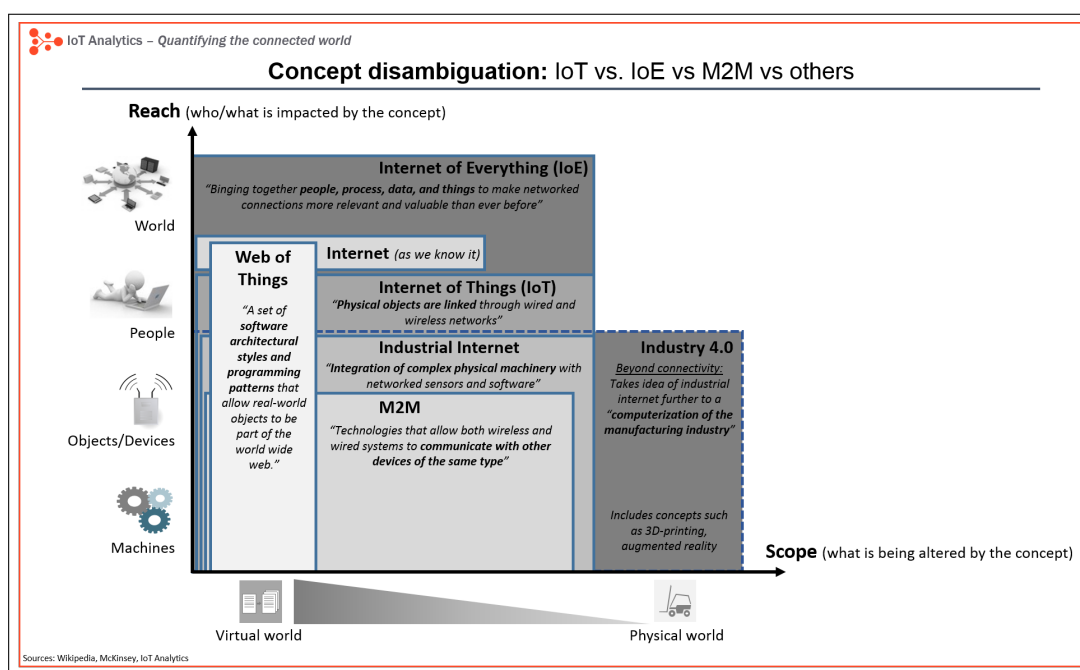 IoT Analytics – Quantifying the connected world
Concept disambiguation: IoT vs. IoE vs M2M vs others
Reach (who/what is impacted by the concept)
World
People
Objects/Devices
Machines
Internet of Everything (IoE)
“Binging together people, process, data, and things to make networked
connections more relevant and valuable than ever before”
Internet (as we know it)
Web of
Things
“A set of
software
architectural
styles and
programming
patterns that
allow real-world
objects to be
part of the
world wide
web.”
Internet of Things (IoT)
“Physical objects are linked through wired and
wireless networks”
Industrial Internet
“Integration of complex physical machinery with
networked sensors and software”
M2M
“Technologies that allow both wireless and
wired systems to communicate with other
devices of the same type”
Industry 4.0
Beyond connectivity:
Takes idea of industrial
internet further to a
“computerization of the
manufacturing industry”
Includes concepts such
as 3D-printing,
augmented reality
Scope (what is being altered by the concept)
Virtual world
Physical world
Sources: Wikipedia, McKinsey, IoT Analytics